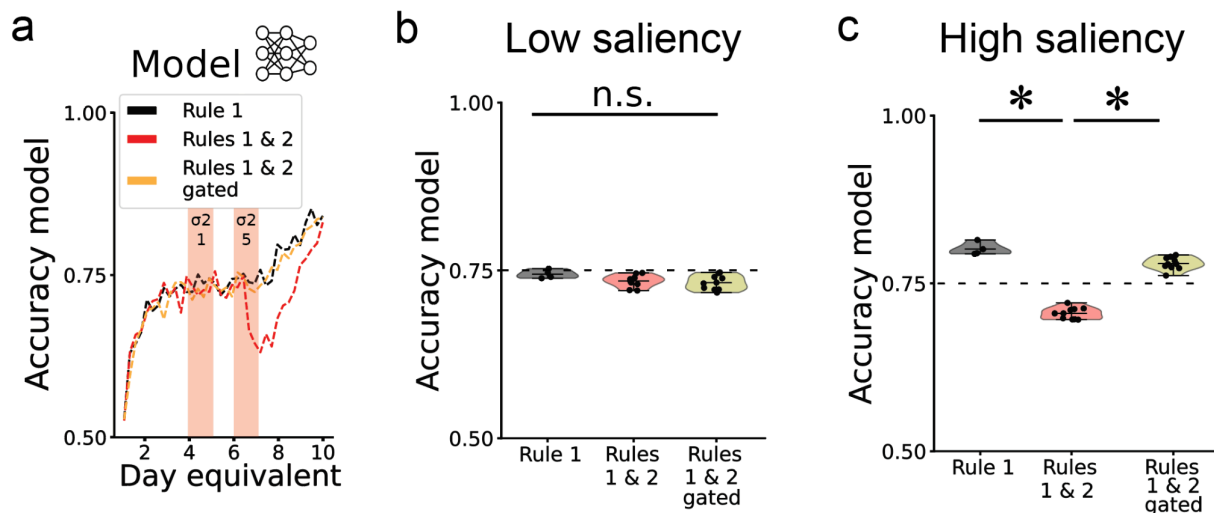 a
Model
Rule 1
Rules 1 & 2
Rules 1 & 2
gated
σ2
1
σ2
5
1.00
0.75
0.50
Accuracy model
2
4
6
8
10
Day equivalent
b
Low saliency
n.s.
1.00
0.75
0.50
Accuracy model
Rule 1
Rules
1 & 2
Rules
1 & 2
gated
c
High saliency
*
*
1.00
0.75
0.50
Accuracy model
Rule 1
Rules
1 & 2
Rules
1 & 2
gated